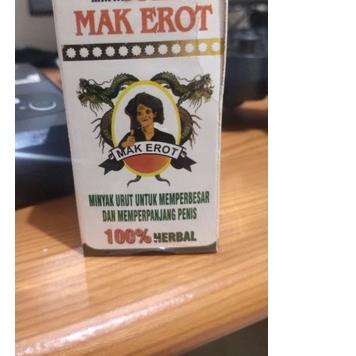 MAK EROT
MAK EROT
MINYAK URUT UNTUK MEMPERBESAR
DAN MEMPERPANJANG PENIS
100% HERBAL